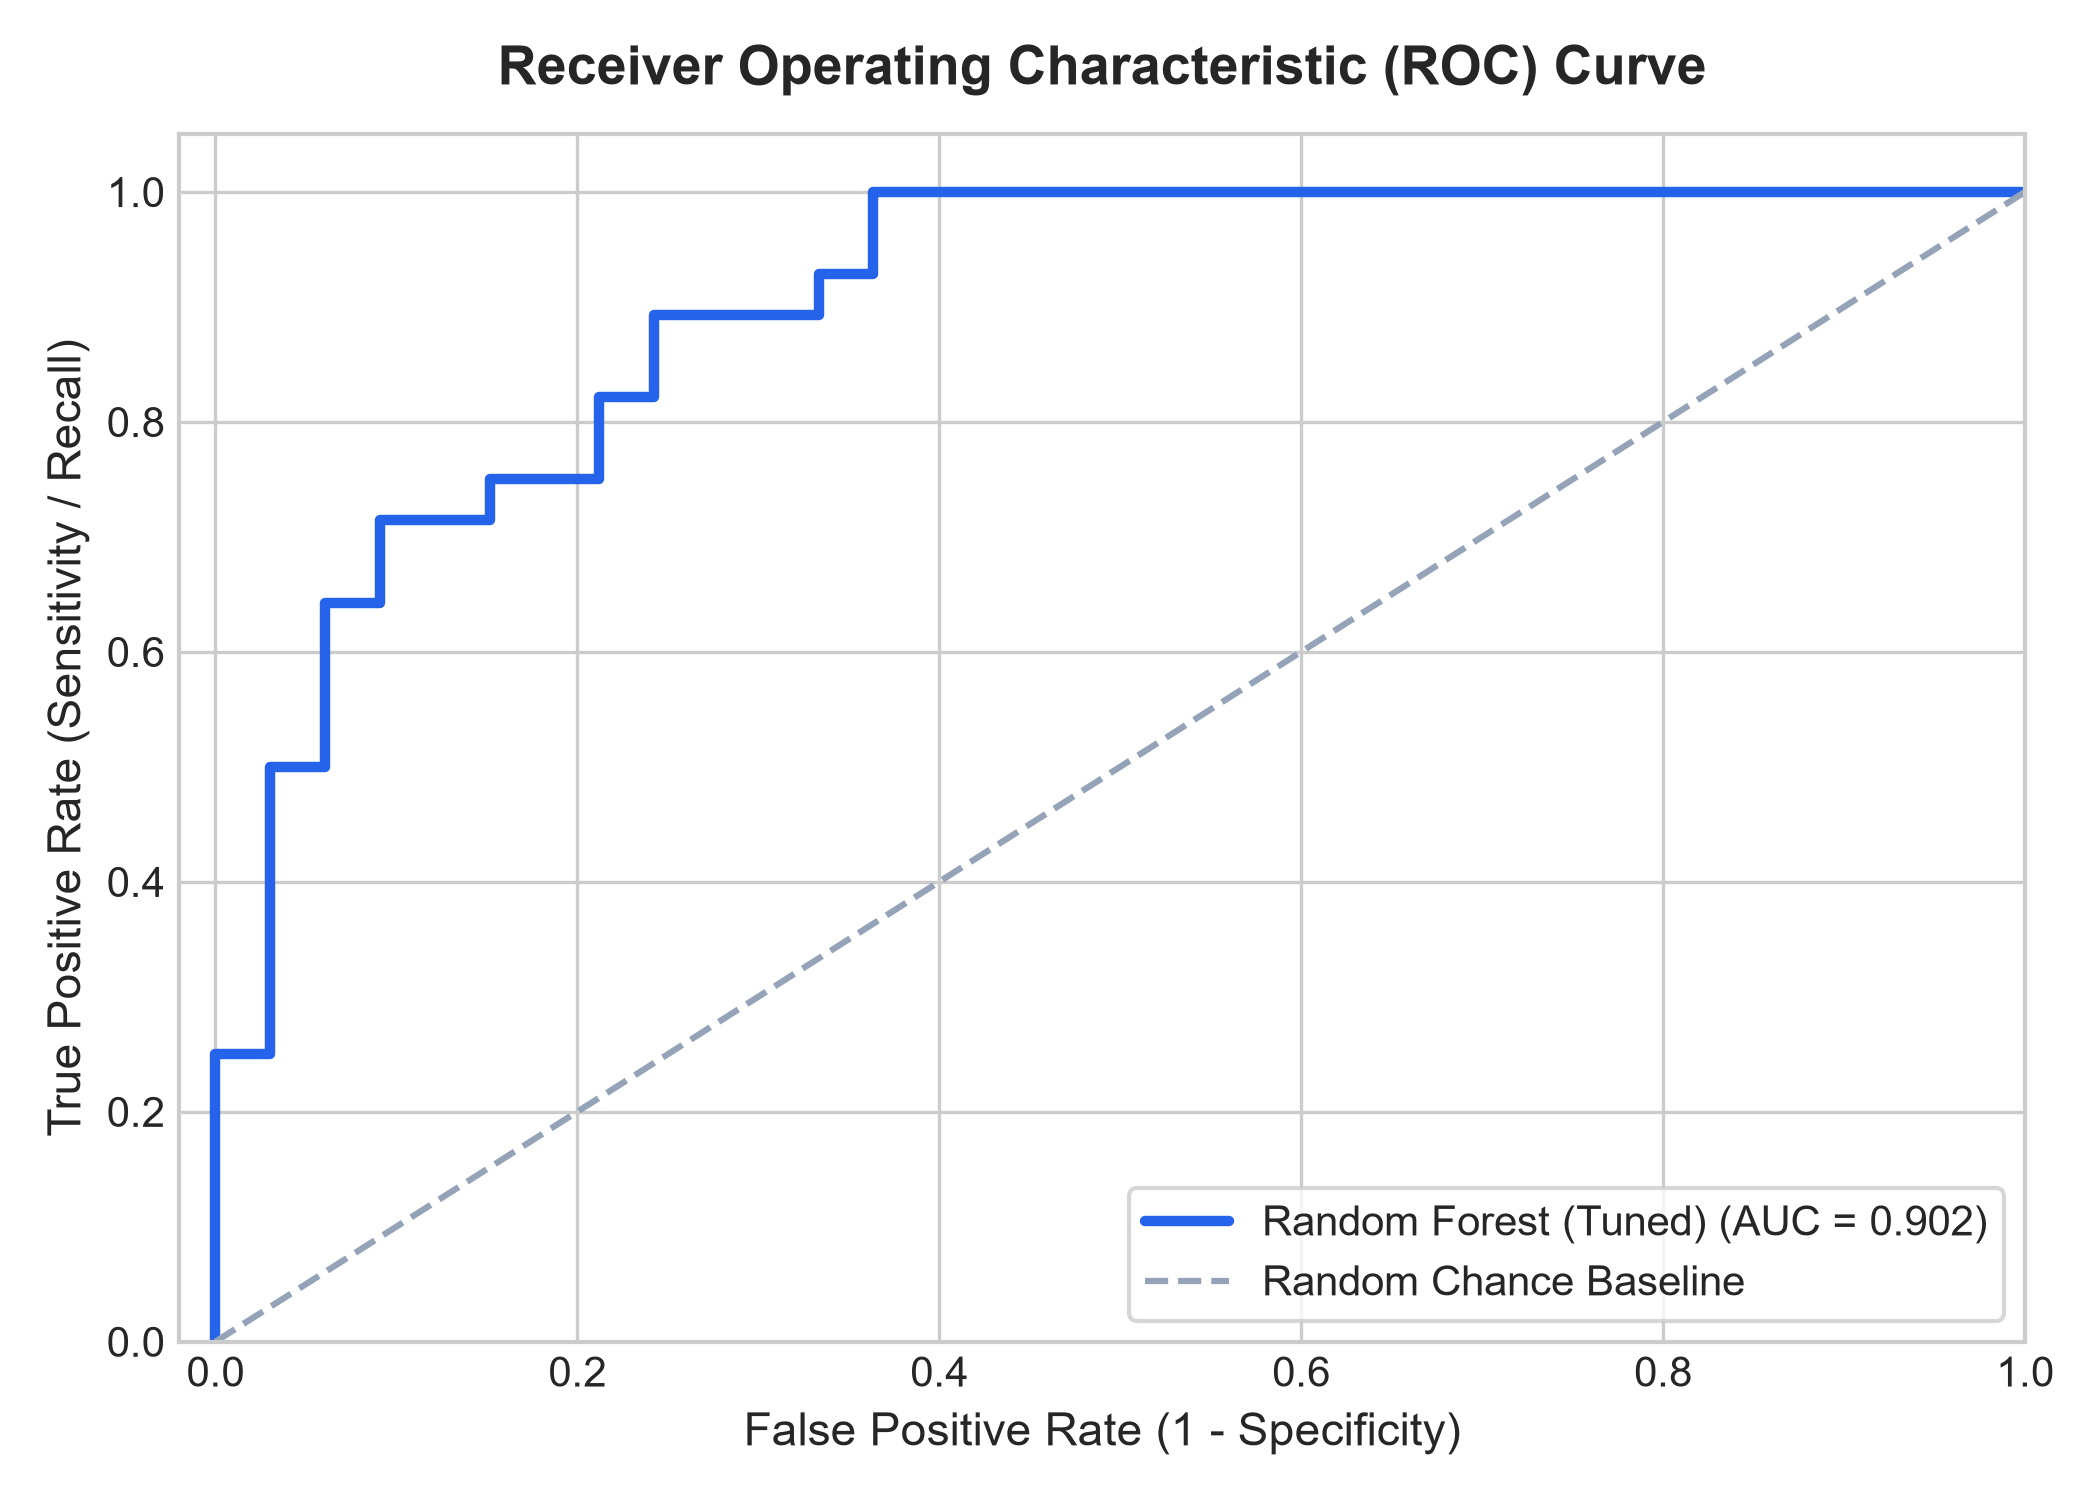 Receiver Operating Characteristic (ROC) Curve
True Positive Rate (Sensitivity / Recall)
1.0
0.8
0.6
0.4
0.2
0.0
Random Forest (Tuned) (AUC = 0.902)
Random Chance Baseline
0.0 0.2 0.4 0.6 0.8 1.0
False Positive Rate (1 - Specificity)